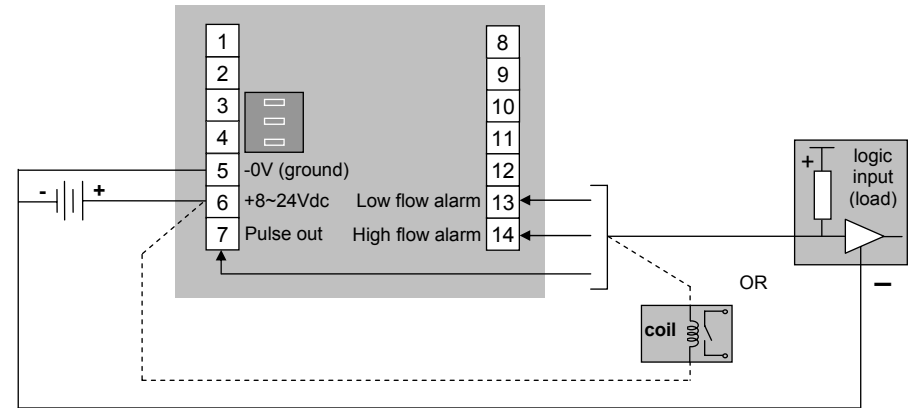 1 8
2 9
3 10
4 11
5 -0V (ground) 12
- + 6 +8~24Vdc Low flow alarm 13
7 Pulse out High flow alarm 14
+ logic
input
(load)
OR –
coil